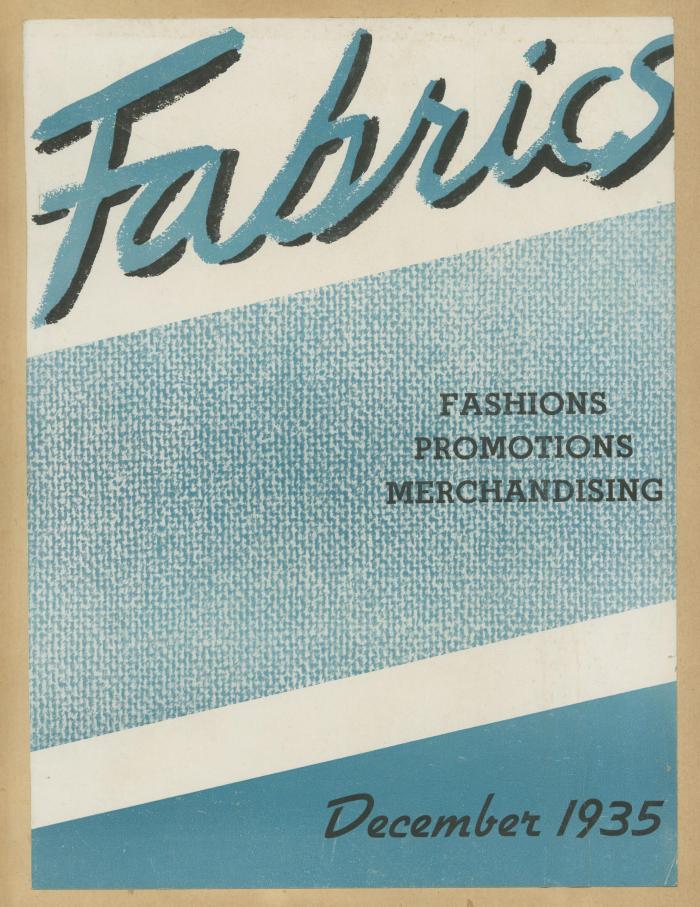 Fabrics
FASHIONS
PROMOTIONS
MERCHANDISING
December 1935